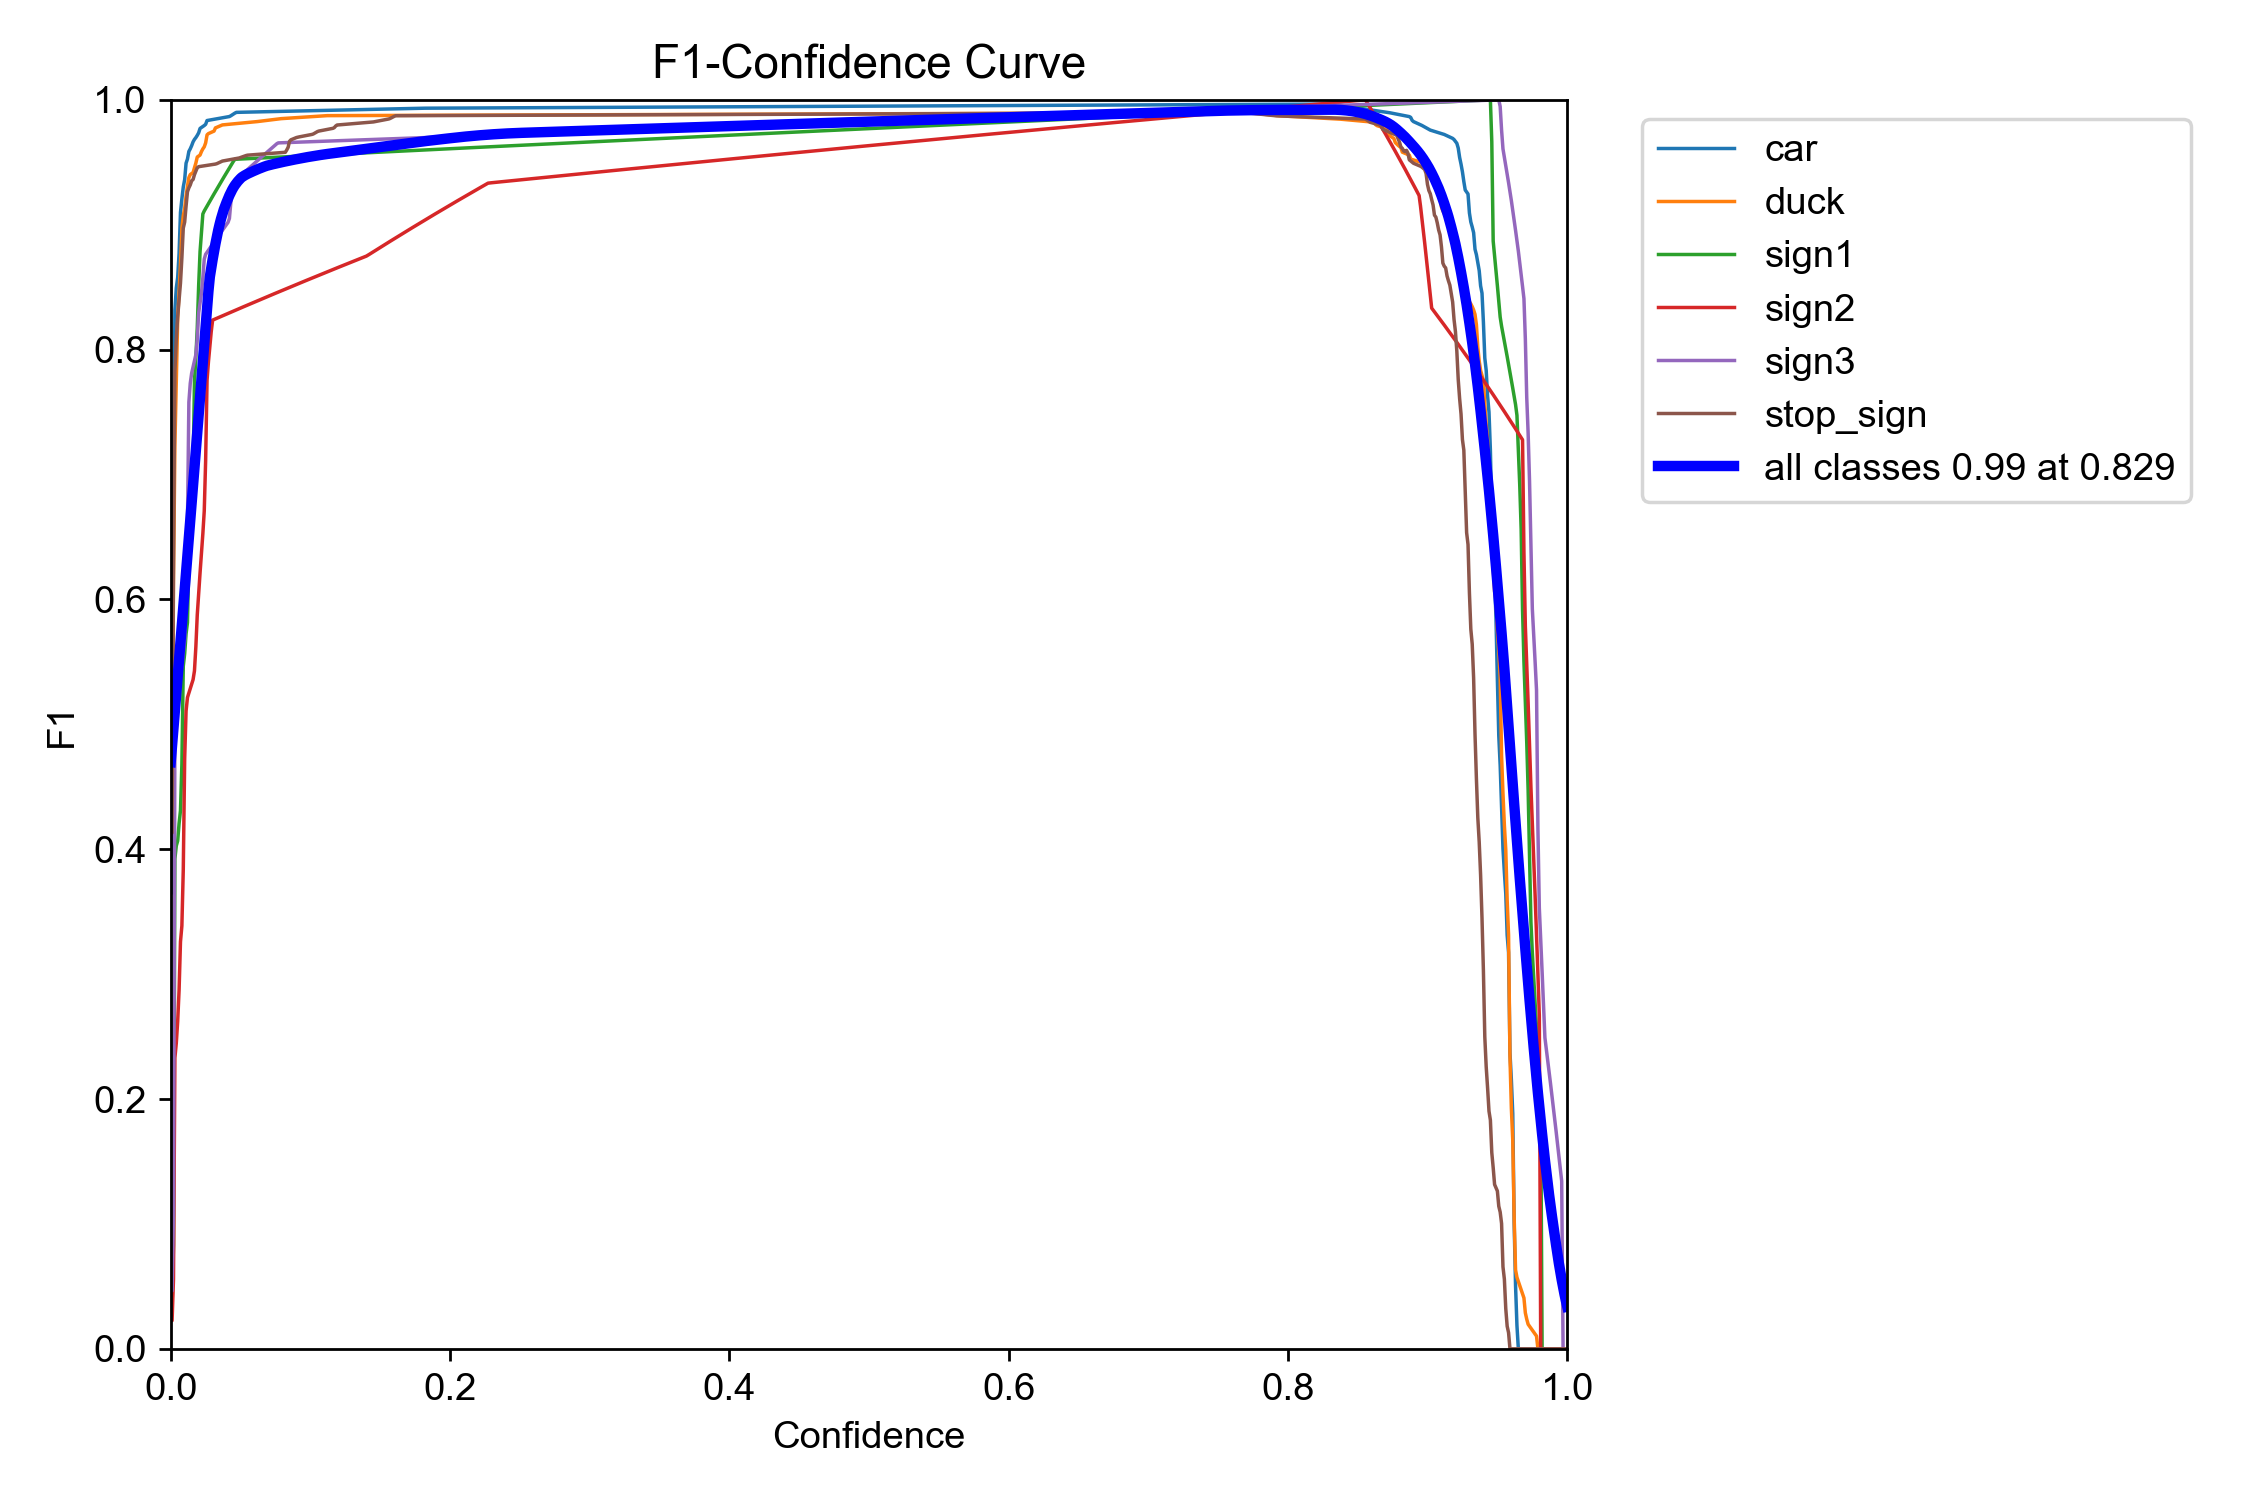 F1-Confidence Curve
1.0
0.8
0.6
0.4
0.2
0.0
F1
0.0 0.2 0.4 0.6 0.8 1.0
Confidence
car
duck
sign1
sign2
sign3
stop_sign
all classes 0.99 at 0.829